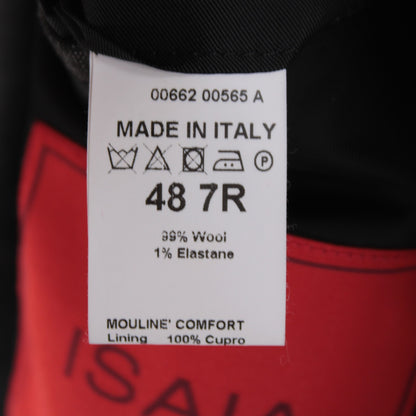 00662 00565 A
MADE IN ITALY
P
48 7R
99% Wool
1% Elastane
MOULINE' COMFORT
Lining 100% Cupro
ISAIA